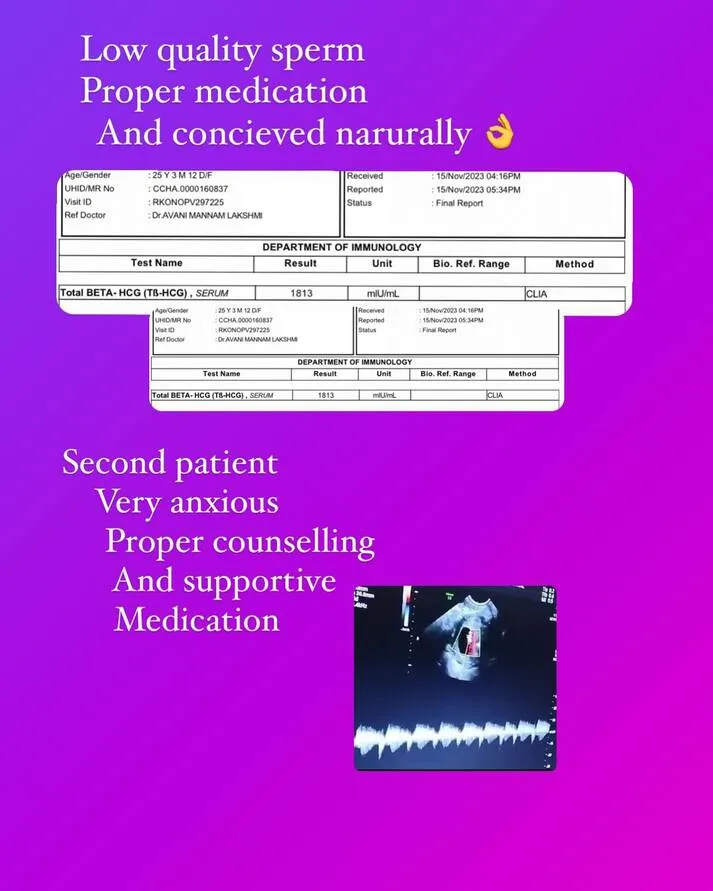 Low quality sperm
Proper medication
And concieved narurally 👌
Age/Gender : 25 Y 3 M 12 D/F Received : 15/Nov/2023 04:16PM
UHID/MR No : CCHA.0000160837 Reported : 15/Nov/2023 05:34PM
Visit ID : RKONOPV297225 Status : Final Report
Ref Doctor : Dr.AVANI MANNAM LAKSHMI
DEPARTMENT OF IMMUNOLOGY
Test Name Result Unit Bio. Ref. Range Method
Total BETA- HCG (Tß-HCG) , SERUM 1813 mIU/mL CLIA
Age/Gender : 25 Y 3 M 12 D/F Received : 15/Nov/2023 04:16PM
UHID/MR No : CCHA.0000160837 Reported : 15/Nov/2023 05:34PM
Visit ID : RKONOPV297225 Status : Final Report
Ref Doctor : Dr.AVANI MANNAM LAKSHMI
DEPARTMENT OF IMMUNOLOGY
Test Name Result Unit Bio. Ref. Range Method
Total BETA- HCG (Tß-HCG) , SERUM 1813 mIU/mL CLIA
Second patient
Very anxious
Proper counselling
And supportive
Medication